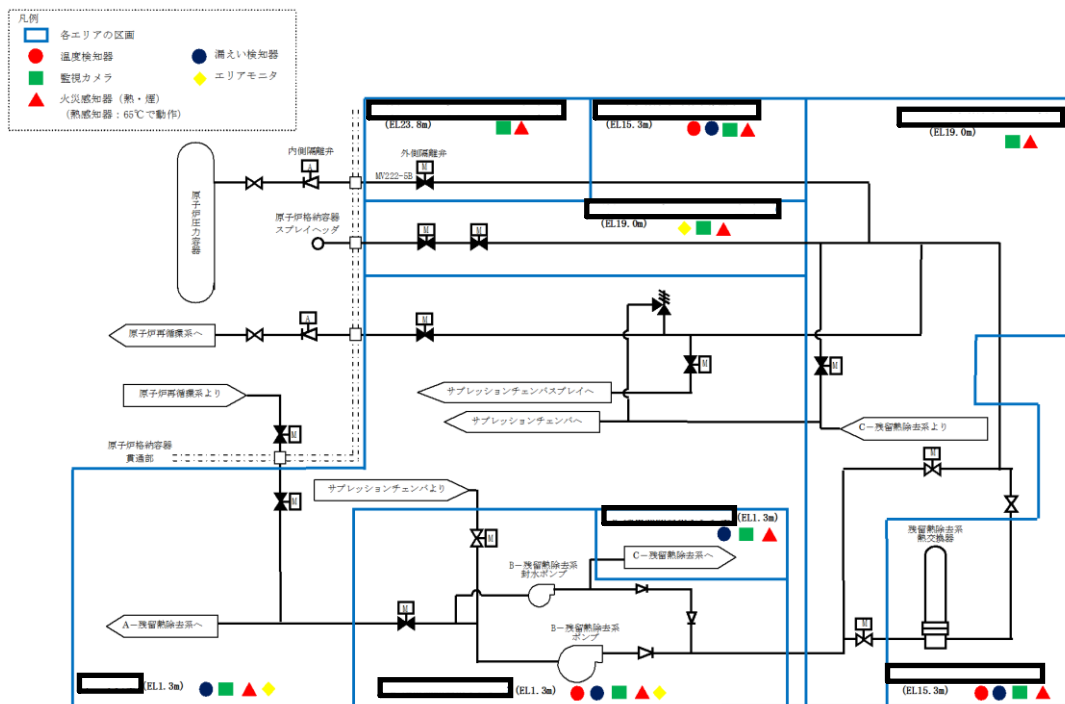 凡例
各エリアの区画
温度検知器
漏えい検知器
監視カメラ
エリアモニタ
火災感知器（熱・煙）
（熱感知器：65℃で動作）
(EL23.8m)
(EL15.3m)
(EL19.0m)
内側隔離弁
外側隔離弁
A
M
MV222-5B
原子炉圧力容器
(EL19.0m)
原子炉格納容器
スプレイヘッダ
M
M
原子炉再循環系へ
A
M
M
M
原子炉再循環系より
サプレッションチェンバスプレイへ
サプレッションチェンバへ
C－残留熱除去系より
M
原子炉格納容器
貫通部
M
M
サプレッションチェンバより
M
(EL1.3m)
残留熱除去系
熱交換器
C－残留熱除去系へ
B－残留熱除去系
封水ポンプ
M
A－残留熱除去系へ
B－残留熱除去系
ポンプ
M
(EL1.3m)
(EL1.3m)
(EL15.3m)